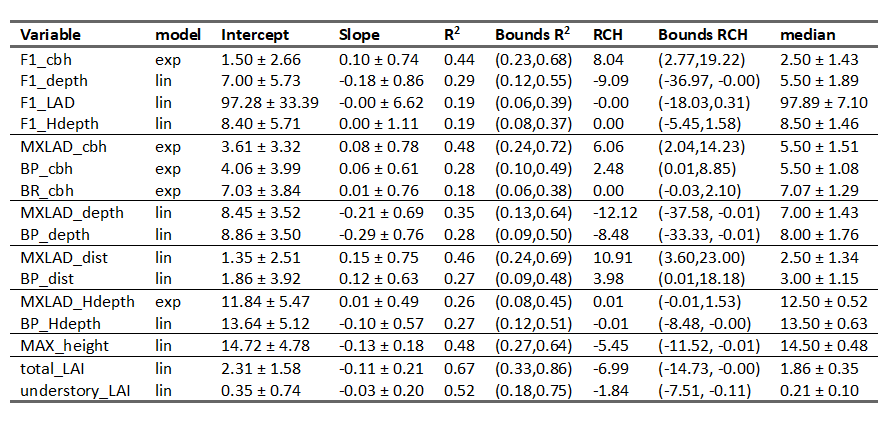 Variable model Intercept Slope R² Bounds R² RCH Bounds RCH median
F1_cbh exp 1.50 ± 2.66 0.10 ± 0.74 0.44 (0.23,0.68) 8.04 (2.77,19.22) 2.50 ± 1.43
F1_depth lin 7.00 ± 5.73 -0.18 ± 0.86 0.29 (0.12,0.55) -9.09 (-36.97, -0.00) 5.50 ± 1.89
F1_LAD lin 97.28 ± 33.39 -0.00 ± 6.62 0.19 (0.06,0.39) -0.00 (-18.03,0.31) 97.89 ± 7.10
F1_Hdepth lin 8.40 ± 5.71 0.00 ± 1.11 0.19 (0.08,0.37) 0.00 (-5.45,1.58) 8.50 ± 1.46
MXLAD_cbh exp 3.61 ± 3.32 0.08 ± 0.78 0.48 (0.24,0.72) 6.06 (2.04,14.23) 5.50 ± 1.51
BP_cbh exp 4.06 ± 3.99 0.06 ± 0.61 0.28 (0.10,0.49) 2.48 (0.01,8.85) 5.50 ± 1.08
BR_cbh exp 7.03 ± 3.84 0.01 ± 0.76 0.18 (0.06,0.38) 0.00 (-0.03,2.10) 7.07 ± 1.29
MXLAD_depth lin 8.45 ± 3.52 -0.21 ± 0.69 0.35 (0.13,0.64) -12.12 (-37.58, -0.01) 7.00 ± 1.43
BP_depth lin 8.86 ± 3.50 -0.29 ± 0.76 0.28 (0.09,0.50) -8.48 (-33.33, -0.01) 8.00 ± 1.76
MXLAD_dist lin 1.35 ± 2.51 0.15 ± 0.75 0.46 (0.24,0.69) 10.91 (3.60,23.00) 2.50 ± 1.34
BP_dist lin 1.86 ± 3.92 0.12 ± 0.63 0.27 (0.09,0.48) 3.98 (0.01,18.18) 3.00 ± 1.15
MXLAD_Hdepth exp 11.84 ± 5.47 0.01 ± 0.49 0.26 (0.08,0.45) 0.01 (-0.01,1.53) 12.50 ± 0.52
BP_Hdepth lin 13.64 ± 5.12 -0.10 ± 0.57 0.27 (0.12,0.51) -0.01 (-8.48, -0.00) 13.50 ± 0.63
MAX_height lin 14.72 ± 4.78 -0.13 ± 0.18 0.48 (0.27,0.64) -5.45 (-11.52, -0.01) 14.50 ± 0.48
total_LAI lin 2.31 ± 1.58 -0.11 ± 0.21 0.67 (0.33,0.86) -6.99 (-14.73, -0.00) 1.86 ± 0.35
understory_LAI lin 0.35 ± 0.74 -0.03 ± 0.20 0.52 (0.18,0.75) -1.84 (-7.51, -0.11) 0.21 ± 0.10